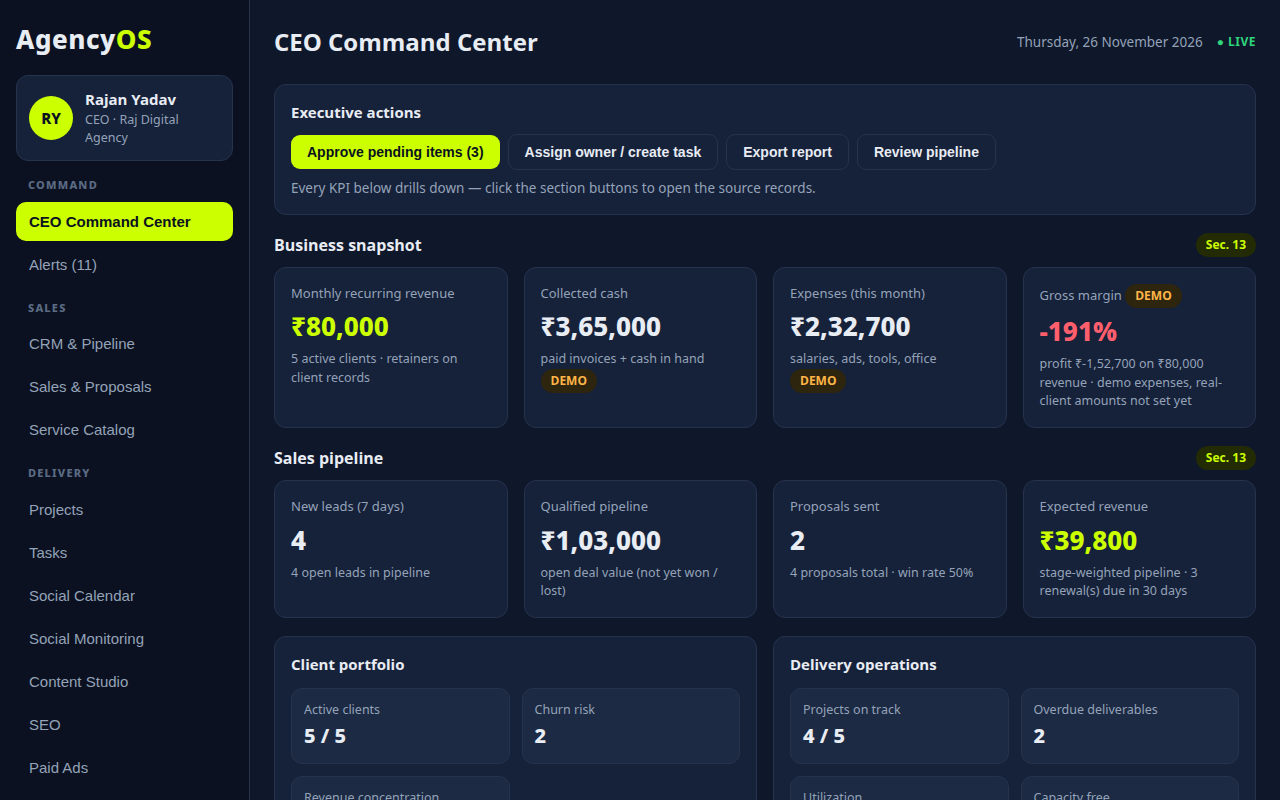 AgencyOS
RY
Rajan Yadav
CEO · Raj Digital
Agency
COMMAND
CEO Command Center
Alerts (11)
SALES
CRM & Pipeline
Sales & Proposals
Service Catalog
DELIVERY
Projects
Tasks
Social Calendar
Social Monitoring
Content Studio
SEO
Paid Ads
CEO Command Center
Thursday, 26 November 2026 ● LIVE
Executive actions
Approve pending items (3)
Assign owner / create task
Export report
Review pipeline
Every KPI below drills down — click the section buttons to open the source records.
Business snapshot
Sec. 13
Monthly recurring revenue
₹80,000
5 active clients · retainers on
client records
Collected cash
₹3,65,000
paid invoices + cash in hand
DEMO
Expenses (this month)
₹2,32,700
salaries, ads, tools, office
DEMO
Gross margin DEMO
-191%
profit ₹-1,52,700 on ₹80,000
revenue · demo expenses, real-
client amounts not set yet
Sales pipeline
Sec. 13
New leads (7 days)
4
4 open leads in pipeline
Qualified pipeline
₹1,03,000
open deal value (not yet won /
lost)
Proposals sent
2
4 proposals total · win rate 50%
Expected revenue
₹39,800
stage-weighted pipeline · 3
renewal(s) due in 30 days
Client portfolio
Active clients
5 / 5
Churn risk
2
Revenue concentration
Delivery operations
Projects on track
4 / 5
Overdue deliverables
2
Utilization
Capacity free